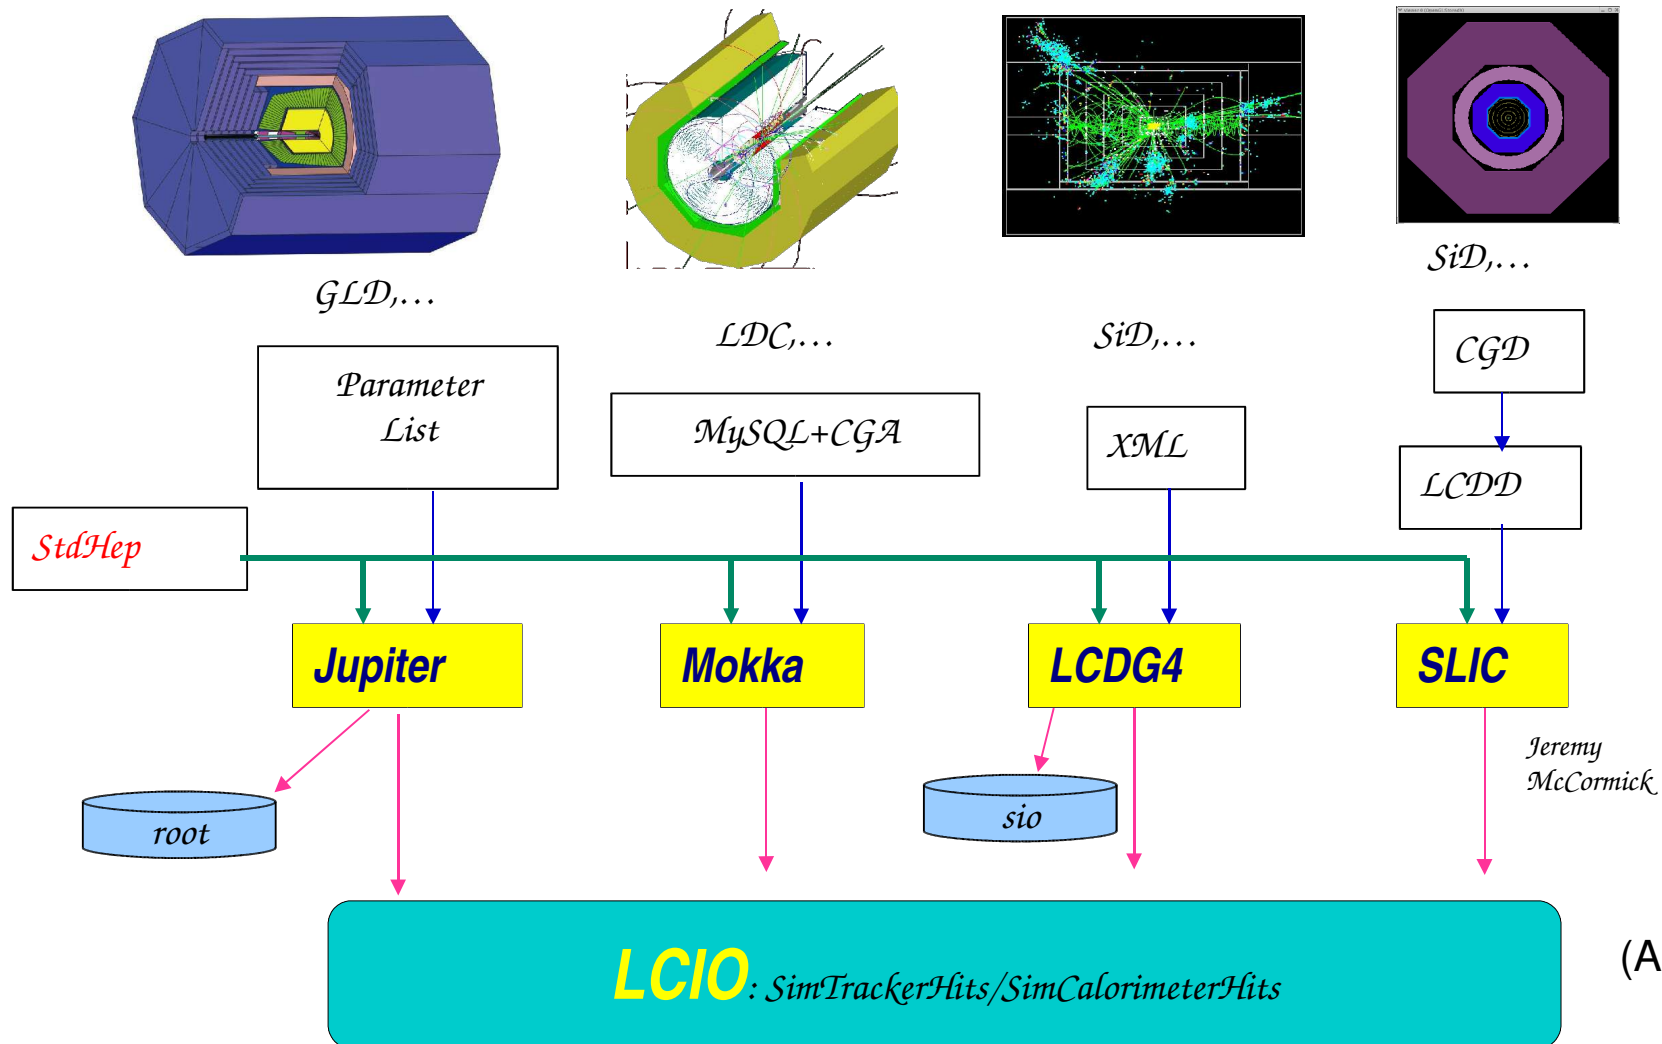 GLD,...
LDC,...
SiD,...
SiD,...
Parameter
List
MySQL+CGA
XML
CGD
LCDD
StdHep
Jupiter
Mokka
LCDG4
SLIC
Jeremy
McCormick
root
sio
LCIO: SimTrackerHits/SimCalorimeterHits
(A